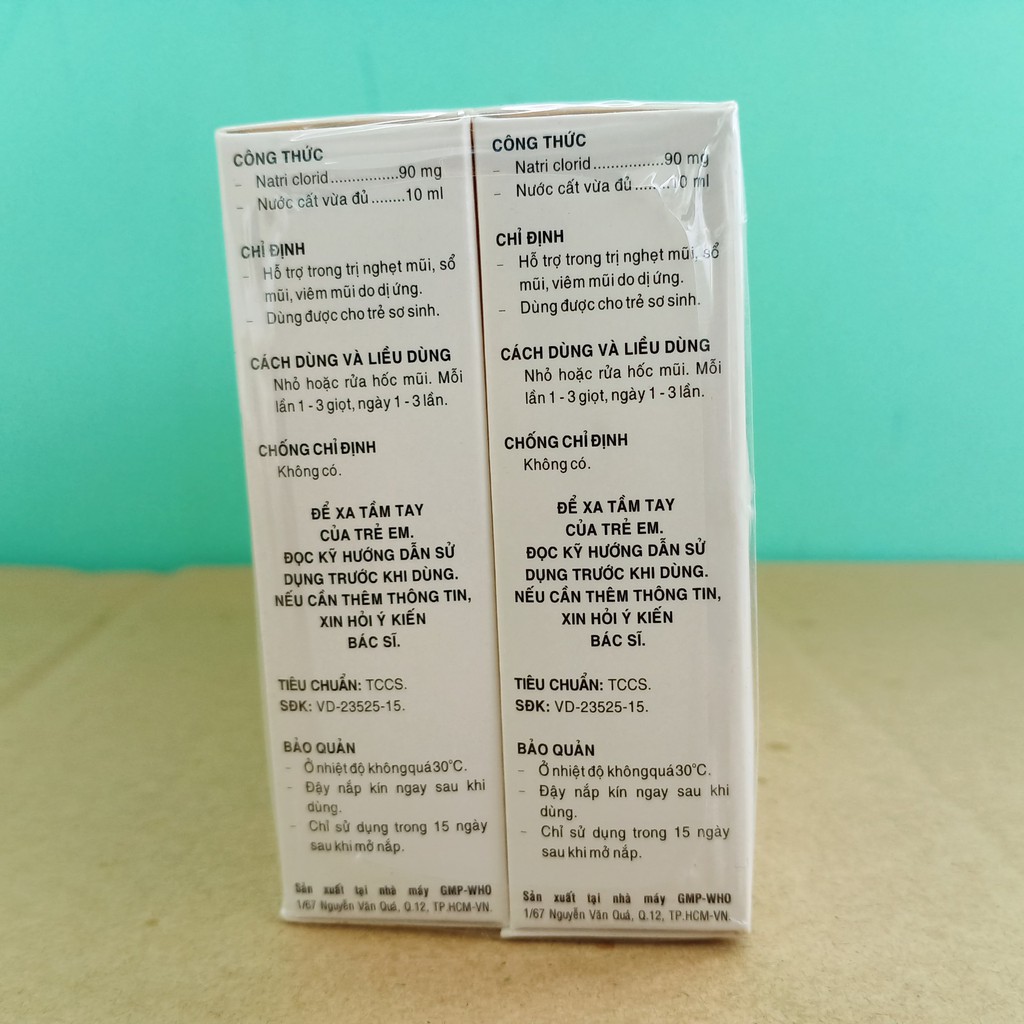 CÔNG THỨC
- Natri clorid................90 mg
- Nước cất vừa đủ........10 ml
CHỈ ĐỊNH
- Hỗ trợ trong trị nghẹt mũi, sổ
mũi, viêm mũi do dị ứng.
- Dùng được cho trẻ sơ sinh.
CÁCH DÙNG VÀ LIỀU DÙNG
Nhỏ hoặc rửa hốc mũi. Mỗi
lần 1 - 3 giọt, ngày 1 - 3 lần.
CHỐNG CHỈ ĐỊNH
Không có.
ĐỂ XA TẦM TAY
CỦA TRẺ EM.
ĐỌC KỸ HƯỚNG DẪN SỬ
DỤNG TRƯỚC KHI DÙNG.
NẾU CẦN THÊM THÔNG TIN,
XIN HỎI Ý KIẾN
BÁC SĨ.
TIÊU CHUẨN: TCCS.
SĐK: VD-23525-15.
BẢO QUẢN
- Ở nhiệt độ không quá 30°C.
- Đậy nắp kín ngay sau khi
dùng.
- Chỉ sử dụng trong 15 ngày
sau khi mở nắp.
Sản xuất tại nhà máy GMP-WHO
1/67 Nguyễn Văn Quá, Q.12, TP.HCM-VN.
CÔNG THỨC
- Natri clorid................90 mg
- Nước cất vừa đủ........10 ml
CHỈ ĐỊNH
- Hỗ trợ trong trị nghẹt mũi, sổ
mũi, viêm mũi do dị ứng.
- Dùng được cho trẻ sơ sinh.
CÁCH DÙNG VÀ LIỀU DÙNG
Nhỏ hoặc rửa hốc mũi. Mỗi
lần 1 - 3 giọt, ngày 1 - 3 lần.
CHỐNG CHỈ ĐỊNH
Không có.
ĐỂ XA TẦM TAY
CỦA TRẺ EM.
ĐỌC KỸ HƯỚNG DẪN SỬ
DỤNG TRƯỚC KHI DÙNG.
NẾU CẦN THÊM THÔNG TIN,
XIN HỎI Ý KIẾN
BÁC SĨ.
TIÊU CHUẨN: TCCS.
SĐK: VD-23525-15.
BẢO QUẢN
- Ở nhiệt độ không quá 30°C.
- Đậy nắp kín ngay sau khi
dùng.
- Chỉ sử dụng trong 15 ngày
sau khi mở nắp.
Sản xuất tại nhà máy GMP-WHO
1/67 Nguyễn Văn Quá, Q.12, TP.HCM-VN.